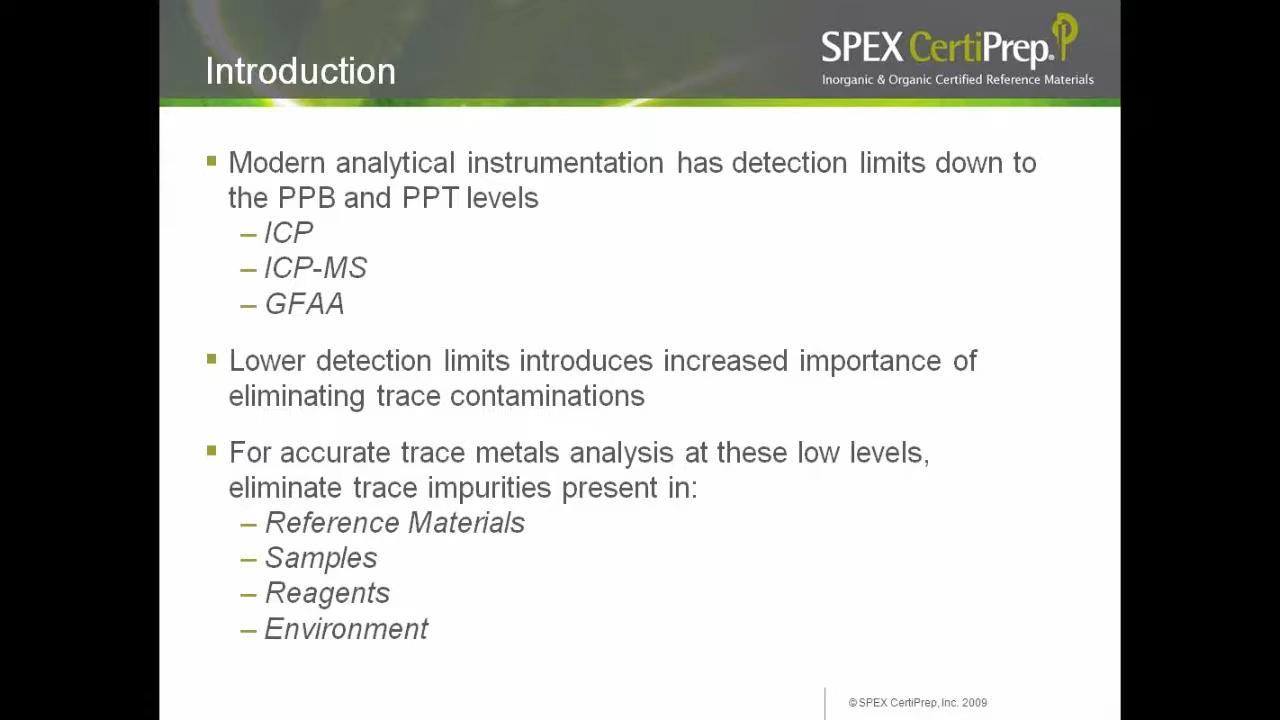 Introduction
SPEX CertiPrep.®
Inorganic & Organic Certified Reference Materials
▪ Modern analytical instrumentation has detection limits down to
the PPB and PPT levels
– ICP
– ICP-MS
– GFAA
▪ Lower detection limits introduces increased importance of
eliminating trace contaminations
▪ For accurate trace metals analysis at these low levels,
eliminate trace impurities present in:
– Reference Materials
– Samples
– Reagents
– Environment
© SPEX CertiPrep, Inc. 2009